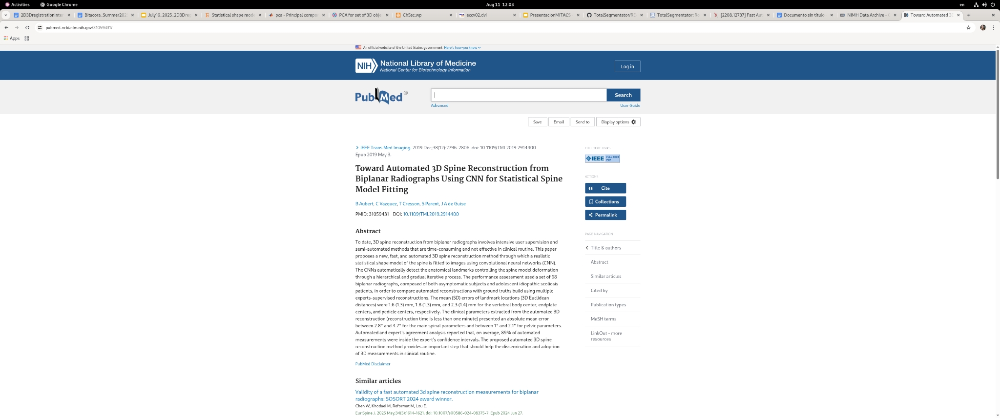 Activities
Google Chrome
Aug 11 12:03
en
2D3DregistrationInter
Bitacora_Summer202
July16_2025_2D3Dreg
Statistical shape mode
pca - Principal compo
PCA for set of 3D obje
Ch5sc.wp
eccv02.dvi
PresentacionMITACS
TotalSegmentator/RE
TotalSegmentator: Ro
[2208.12737] Fast Aut
Documento sin título
NIMH Data Archive -
Toward Automated 3D
pubmed.ncbi.nlm.nih.gov/31059431/
Apps
An official website of the United States government Here's how you know
NIH National Library of Medicine
National Center for Biotechnology Information
Log in
PubMed®
Search
Advanced
User Guide
Save
Email
Send to
Display options
IEEE Trans Med Imaging. 2019 Dec;38(12):2796-2806. doi: 10.1109/TMI.2019.2914400.
Epub 2019 May 3.
Toward Automated 3D Spine Reconstruction from
Biplanar Radiographs Using CNN for Statistical Spine
Model Fitting
B Aubert, C Vazquez, T Cresson, S Parent, J A de Guise
PMID: 31059431 DOI: 10.1109/TMI.2019.2914400
Abstract
To date, 3D spine reconstruction from biplanar radiographs involves intensive user supervision and
semi-automated methods that are time-consuming and not effective in clinical routine. This paper
proposes a new, fast, and automated 3D spine reconstruction method through which a realistic
statistical shape model of the spine is fitted to images using convolutional neural networks (CNN).
The CNNs automatically detect the anatomical landmarks controlling the spine model deformation
through a hierarchical and gradual iterative process. The performance assessment used a set of 68
biplanar radiographs, composed of both asymptomatic subjects and adolescent idiopathic scoliosis
patients, in order to compare automated reconstructions with ground truths build using multiple
experts-supervised reconstructions. The mean (SD) errors of landmark locations (3D Euclidean
distances) were 1.6 (1.3) mm, 1.8 (1.3) mm, and 2.3 (1.4) mm for the vertebral body center, endplate
centers, and pedicle centers, respectively. The clinical parameters extracted from the automated 3D
reconstruction (reconstruction time is less than one minute) presented an absolute mean error
between 2.8° and 4.7° for the main spinal parameters and between 1° and 2.1° for pelvic parameters.
Automated and expert's agreement analysis reported that, on average, 89% of automated
measurements were inside the expert's confidence intervals. The proposed automated 3D spine
reconstruction method provides an important step that should help the dissemination and adoption
of 3D measurements in clinical routine.
PubMed Disclaimer
Similar articles
Validity of a fast automated 3d spine reconstruction measurements for biplanar
radiographs: SOSORT 2024 award winner.
Chen W, Khodaei M, Reformat M, Lou E.
Eur Spine J. 2025 May;34(5):1614-1621. doi: 10.1007/s00586-024-08375-7. Epub 2024 Jun 27.
FULL TEXT LINKS
IEEE FULL TEXT PDF
ACTIONS
Cite
Collections
Permalink
PAGE NAVIGATION
Title & authors
Abstract
Similar articles
Cited by
Publication types
MeSH terms
LinkOut - more
resources